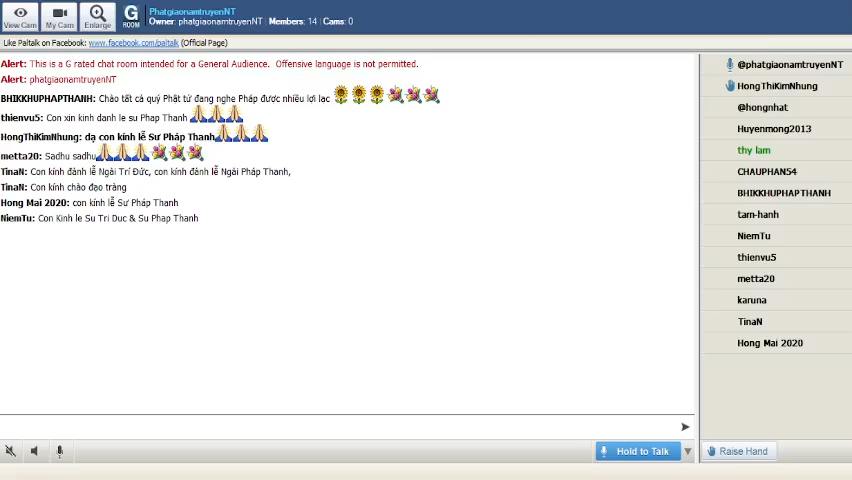 View Cam
My Cam
Enlarge
G
ROOM
PhatgiaonamtruyenNT
Owner: phatgiaonamtruyenNT | Members: 14 | Cams: 0
Like Paltalk on Facebook: www.facebook.com/paltalk (Official Page)
Alert: This is a G rated chat room intended for a General Audience. Offensive language is not permitted.
Alert: phatgiaonamtruyenNT
BHIKKHUPHAPTHANH: Chào tất cả quý Phật tử đang nghe Pháp được nhiều lợi lạc
thienvu5: Con xin kinh danh le su Phap Thanh
HongThiKimNhung: dạ con kính lễ Sư Pháp Thanh
metta20: Sadhu sadhu
TinaN: Con kính đảnh lễ Ngài Trí Đức, con kính đảnh lễ Ngài Pháp Thanh,
TinaN: Con kính chào đạo tràng
Hong Mai 2020: con kính lễ Sư Pháp Thanh
NiemTu: Con Kinh le Su Tri Duc & Su Phap Thanh
@phatgiaonamtruyenNT
HongThiKimNhung
@hongnhat
Huyenmong2013
thy lam
CHAUPHAN54
BHIKKHUPHAPTHANH
tam-hanh
NiemTu
thienvu5
metta20
karuna
TinaN
Hong Mai 2020
Hold to Talk
Raise Hand